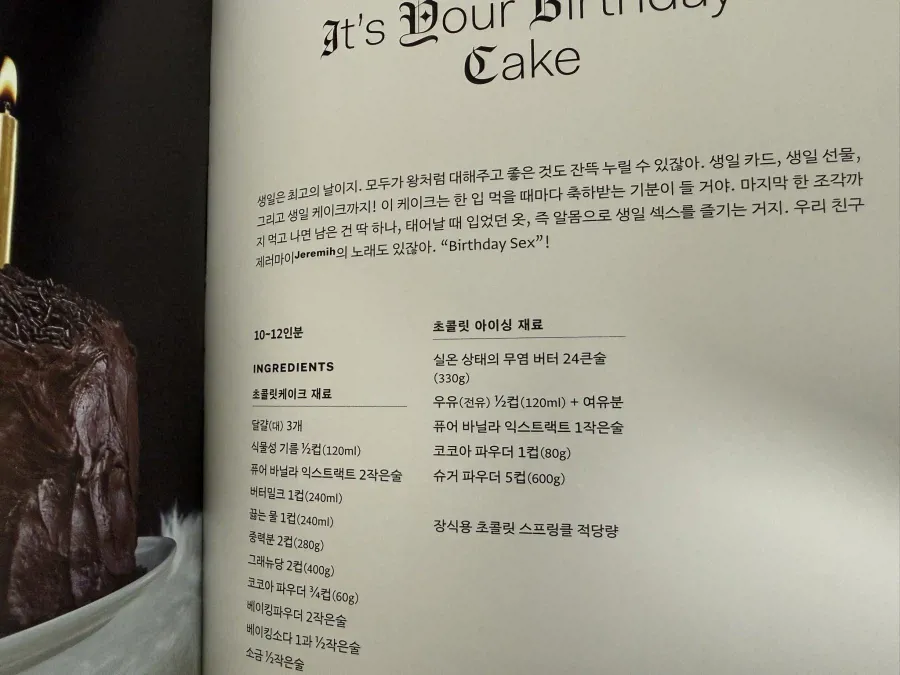 It's Your Birthday
Cake
생일은 최고의 날이지. 모두가 왕처럼 대해주고 좋은 것도 잔뜩 누릴 수 있잖아. 생일 카드, 생일 선물,
그리고 생일 케이크까지! 이 케이크는 한 입 먹을 때마다 축하받는 기분이 들 거야. 마지막 한 조각까
지 먹고 나면 남은 건 딱 하나, 태어날 때 입었던 옷, 즉 알몸으로 생일 섹스를 즐기는 거지. 우리 친구
제러마이Jeremih의 노래도 있잖아. “Birthday Sex”!
10-12인분
INGREDIENTS
초콜릿케이크 재료
달걀(대) 3개
식물성 기름 ½컵(120ml)
퓨어 바닐라 익스트랙트 2작은술
버터밀크 1컵(240ml)
끓는 물 1컵(240ml)
중력분 2컵(280g)
그래뉴당 2컵(400g)
코코아 파우더 ¾컵(60g)
베이킹파우더 2작은술
베이킹소다 1과 ½작은술
소금 ½작은술
초콜릿 아이싱 재료
실온 상태의 무염 버터 24큰술
(330g)
우유(전유) ½컵(120ml) + 여유분
퓨어 바닐라 익스트랙트 1작은술
코코아 파우더 1컵(80g)
슈거 파우더 5컵(600g)
장식용 초콜릿 스프링클 적당량